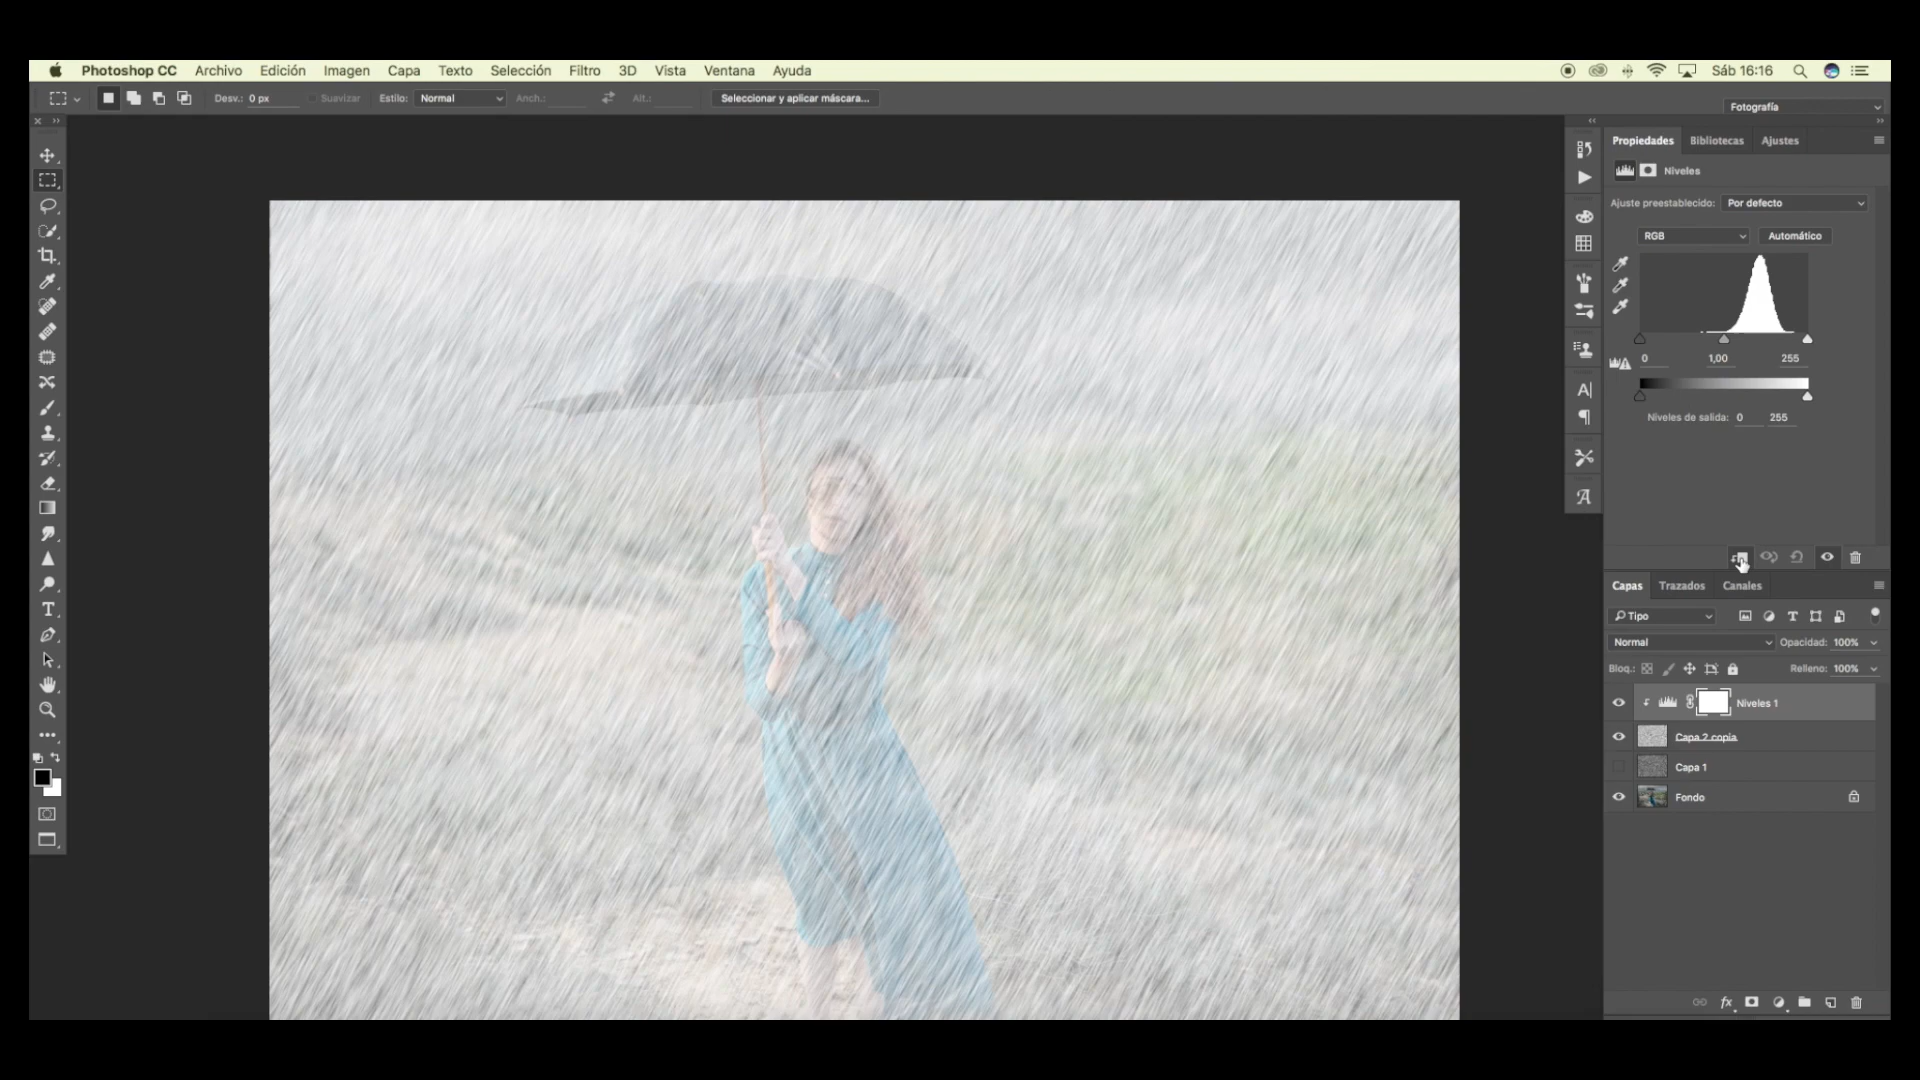 Photoshop CC Archivo Edición Imagen Capa Texto Selección Filtro 3D Vista Ventana Ayuda Sáb 16:16
Desv.: 0 px Suavizar Estilo: Normal Anch.: Alt.: Seleccionar y aplicar máscara...
Fotografía
Propiedades Bibliotecas Ajustes
Niveles
Ajuste preestablecido: Por defecto
RGB Automático
0 1,00 255
Niveles de salida: 0 255
Capas Trazados Canales
Tipo
Normal Opacidad: 100%
Bloq.: Relleno: 100%
Niveles 1
Capa 2 copia
Capa 1
Fondo